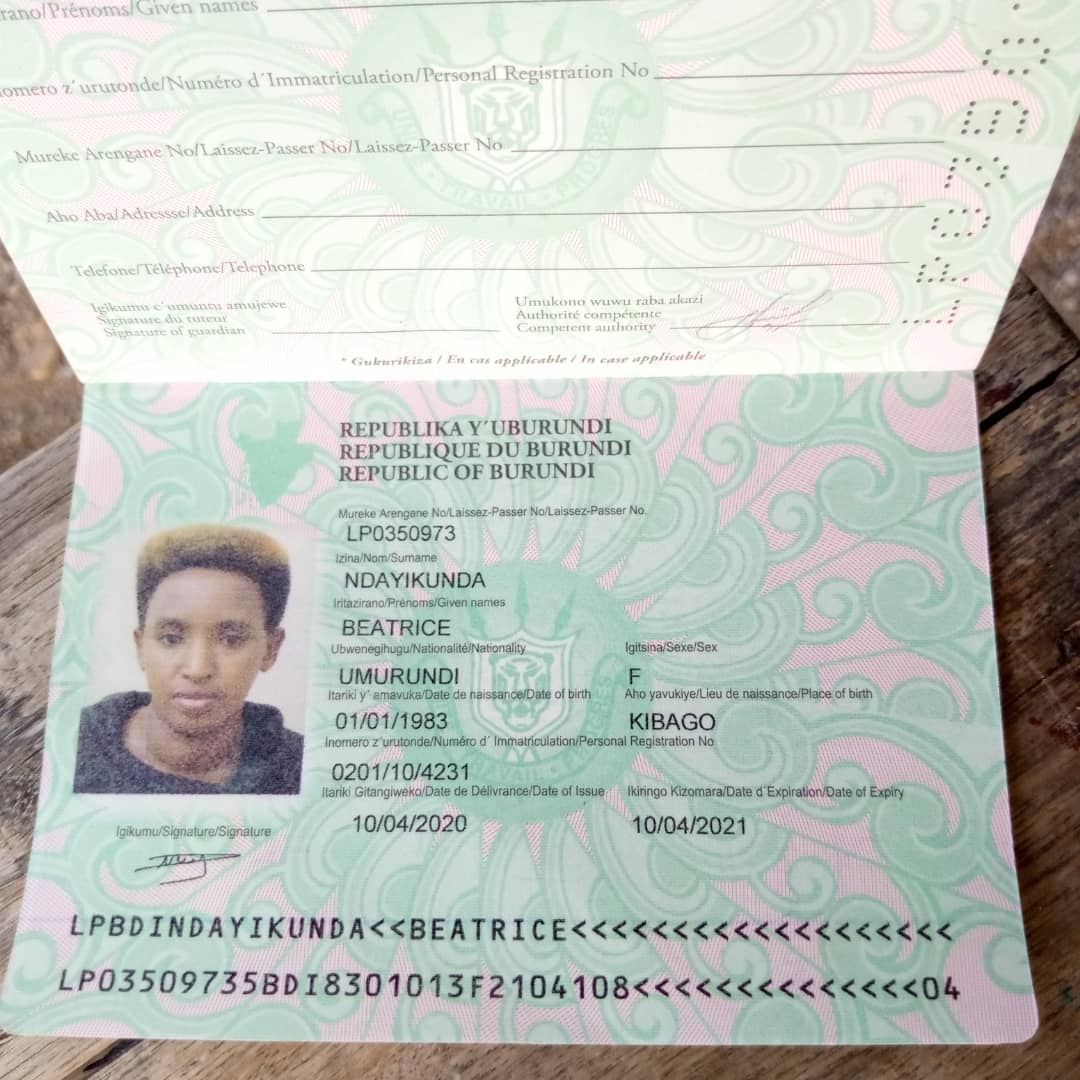 rano/Prénoms/Given names
omero z'urutonde/Numéro d'Immatriculation/Personal Registration No
Mureke Arengane No/Laissez-Passer No/Laissez-Passer No
Aho Aba/Adressse/Address
Telefone/Téléphone/Telephone
Igikumu c'umuntu amujewe
Signature du tuteur
Signature of guardian
Umukono wuwu raba akazi
Authorité compétente
Competent authority
* Gukurikiza / En cas applicable / In case applicable
REPUBLIKA Y'UBURUNDI
REPUBLIQUE DU BURUNDI
REPUBLIC OF BURUNDI
Mureke Arengane No/Laissez-Passer No/Laissez-Passer No.
LP0350973
Izina/Nom/Surname
NDAYIKUNDA
Iritazirano/Prénoms/Given names
BEATRICE
Ubwenegihugu/Nationalité/Nationality Igitsina/Sexe/Sex
UMURUNDI F
Itariki y' amavuka/Date de naissance/Date of birth Aho yavukiye/Lieu de naissance/Place of birth
01/01/1983 KIBAGO
Inomero z'urutonde/Numéro d' Immatriculation/Personal Registration No
0201/10/4231
Itariki Gitangiweko/Date de Délivrance/Date of Issue Ikiringo Kizomara/Date d'Expiration/Date of Expiry
10/04/2020 10/04/2021
Igikumu/Signature/Signature
LPBDINDAYIKUNDA<<BEATRICE<<<<<<<<<<<<<<<<<<<
LP03509735BDI8301013F2104108<<<<<<<<<<<<<<04